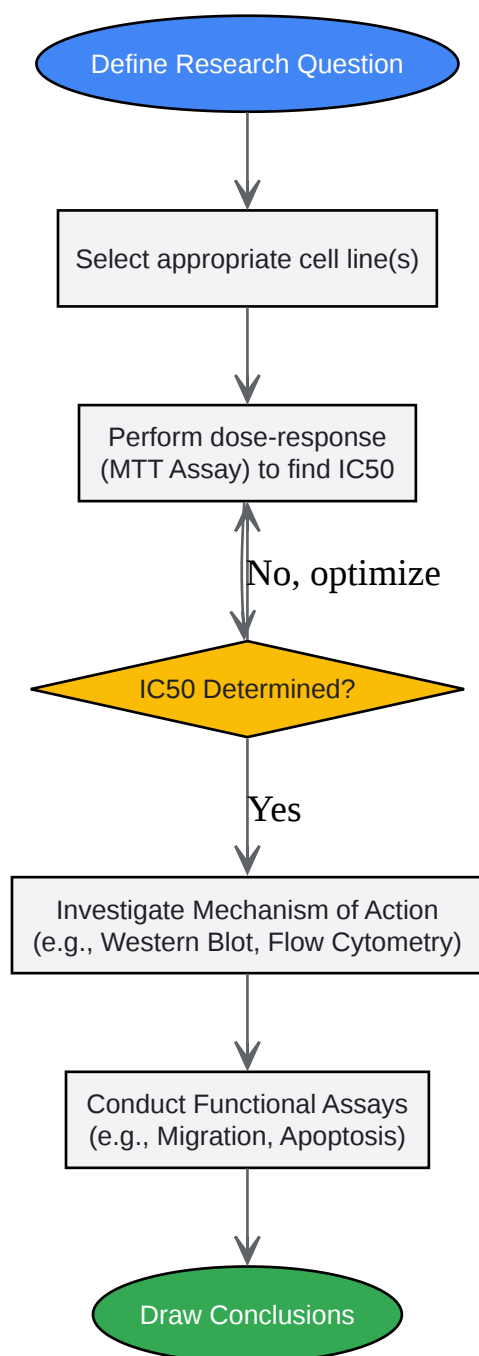 Define Research Question
Select appropriate cell line(s)
Perform dose-response
(MTT Assay) to find IC50
No, optimize
IC50 Determined?
Yes
Investigate Mechanism of Action
(e.g., Western Blot, Flow Cytometry)
Conduct Functional Assays
(e.g., Migration, Apoptosis)
Draw Conclusions